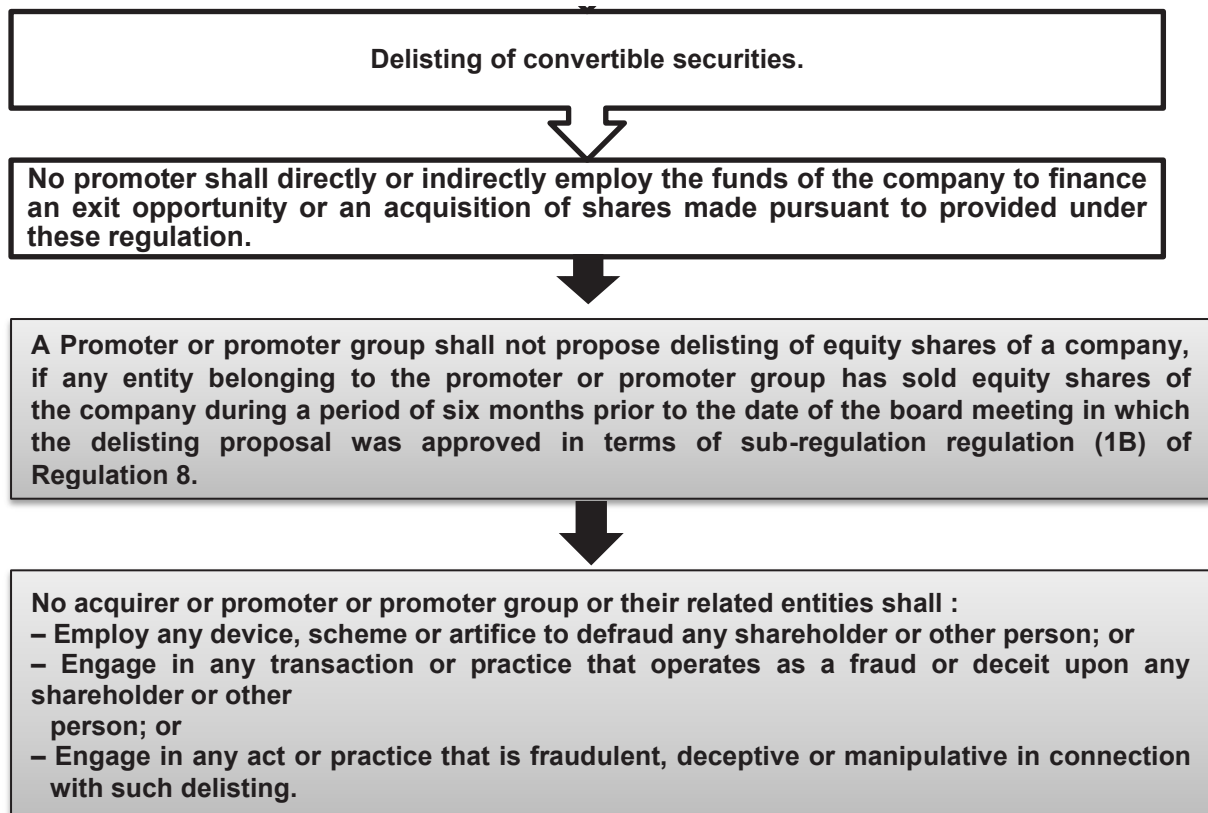 Delisting of convertible securities.
No promoter shall directly or indirectly employ the funds of the company to finance
an exit opportunity or an acquisition of shares made pursuant to provided under
these regulation.
A Promoter or promoter group shall not propose delisting of equity shares of a company,
if any entity belonging to the promoter or promoter group has sold equity shares of
the company during a period of six months prior to the date of the board meeting in which
the delisting proposal was approved in terms of sub-regulation regulation (1B) of
Regulation 8.
No acquirer or promoter or promoter group or their related entities shall :
– Employ any device, scheme or artifice to defraud any shareholder or other person; or
– Engage in any transaction or practice that operates as a fraud or deceit upon any
shareholder or other
person; or
– Engage in any act or practice that is fraudulent, deceptive or manipulative in connection
with such delisting.